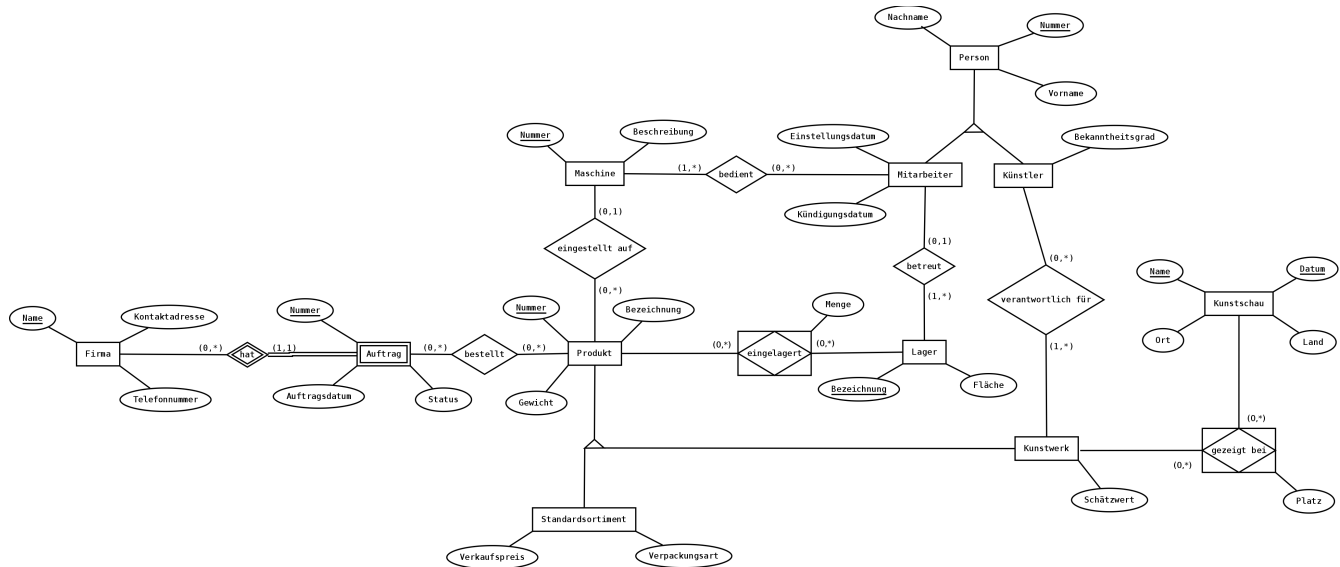 Nachname
Nummer
Person
Vorname
Nummer
Beschreibung
Einstellungsdatum
Bekanntheitsgrad
Maschine
(1,*)
bedient
(0,*)
Mitarbeiter
Künstler
Kündigungsdatum
(0,1)
eingestellt auf
(0,1)
betreut
(0,*)
Name
Datum
(0,*)
(1,*)
verantwortlich für
Kunstschau
Name
Kontaktadresse
Nummer
Nummer
Bezeichnung
Menge
Ort
Land
Firma
(0,*)
hat
(1,1)
Auftrag
(0,*)
bestellt
(0,*)
Produkt
(0,*)
eingelagert
(0,*)
Lager
(1,*)
Telefonnummer
Auftragsdatum
Status
Gewicht
Bezeichnung
Fläche
(0,*)
Kunstwerk
(0,*)
gezeigt bei
Schätzwert
Platz
Standardsortiment
Verkaufspreis
Verpackungsart